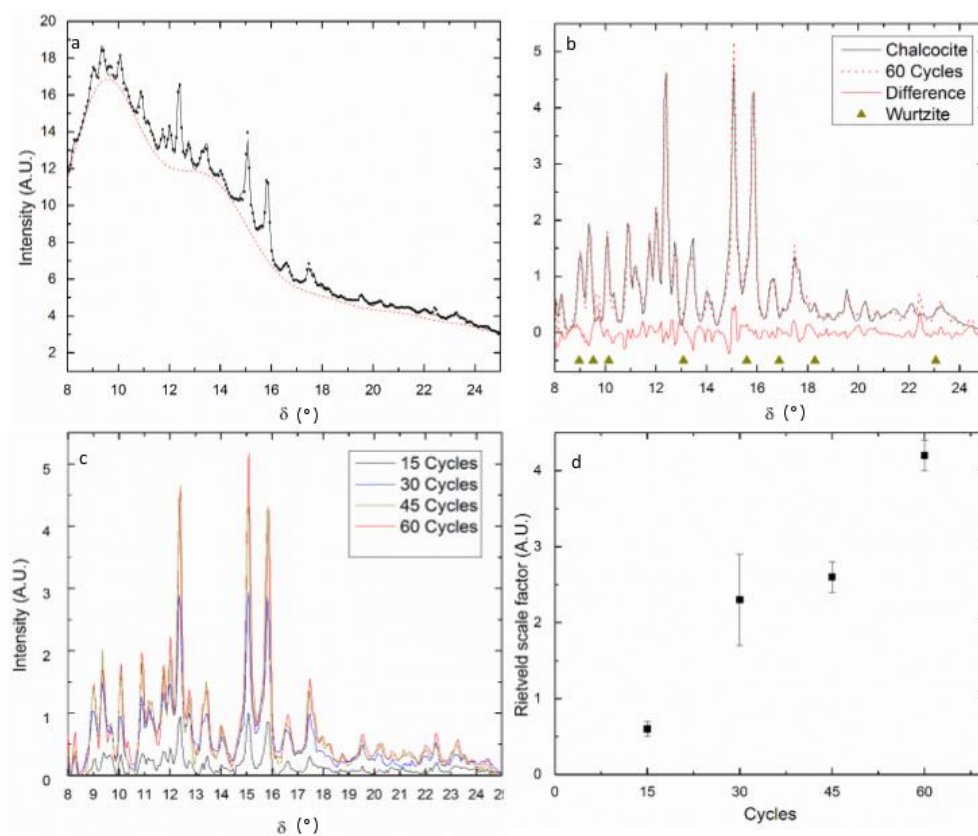 a
20
18
16
14
12
10
8
6
4
2
Intensity (A.U.)
8 10 12 14 16 18 20 22 24
δ (°)
b
Chalcocite
60 Cycles
Difference
Wurtzite
5
4
3
2
1
0
8 10 12 14 16 18 20 22 24
δ (°)
c
15 Cycles
30 Cycles
45 Cycles
60 Cycles
5
4
3
2
1
0
Intensity (A.U.)
8 9 10 11 12 13 14 15 16 17 18 19 20 21 22 23 24
δ (°)
d
4
3
2
1
0
Rietveld scale factor (A.U.)
0 15 30 45 60
Cycles